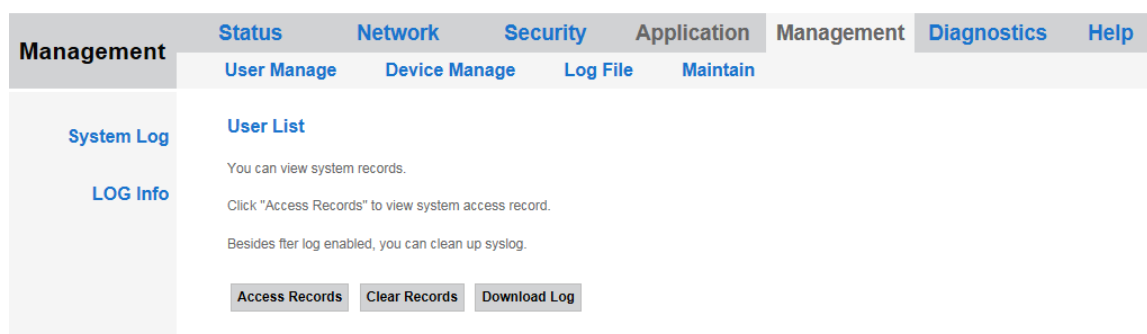 Management
Status Network Security Application Management Diagnostics Help
User Manage Device Manage Log File Maintain
System Log
LOG Info
User List
You can view system records.
Click "Access Records" to view system access record.
Besides fter log enabled, you can clean up syslog.
Access Records Clear Records Download Log